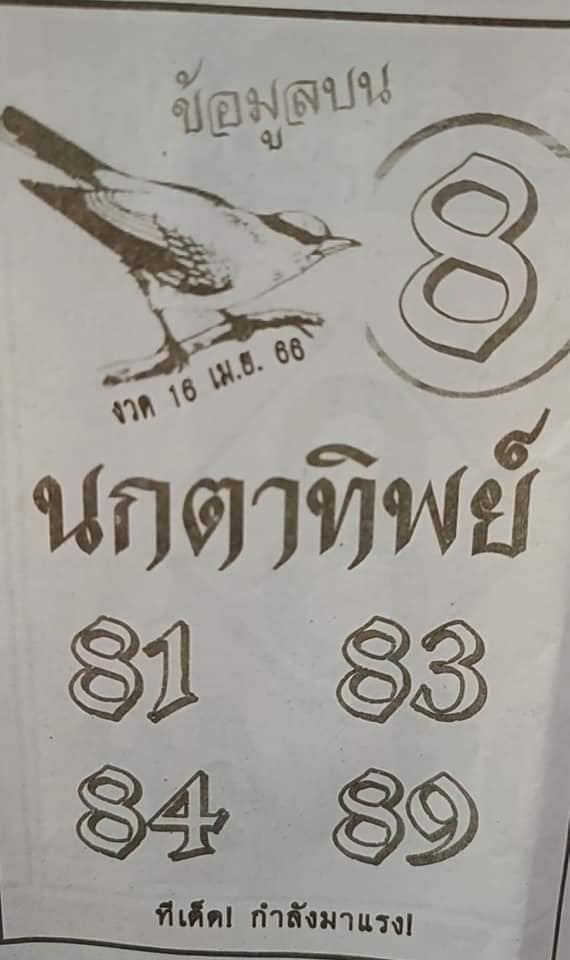 ข้อมูลบน
8
งวด 16 เม.ย. 66
นกตาทิพย์
81 83
84 89
ทีเด็ด! กำลังมาแรง!